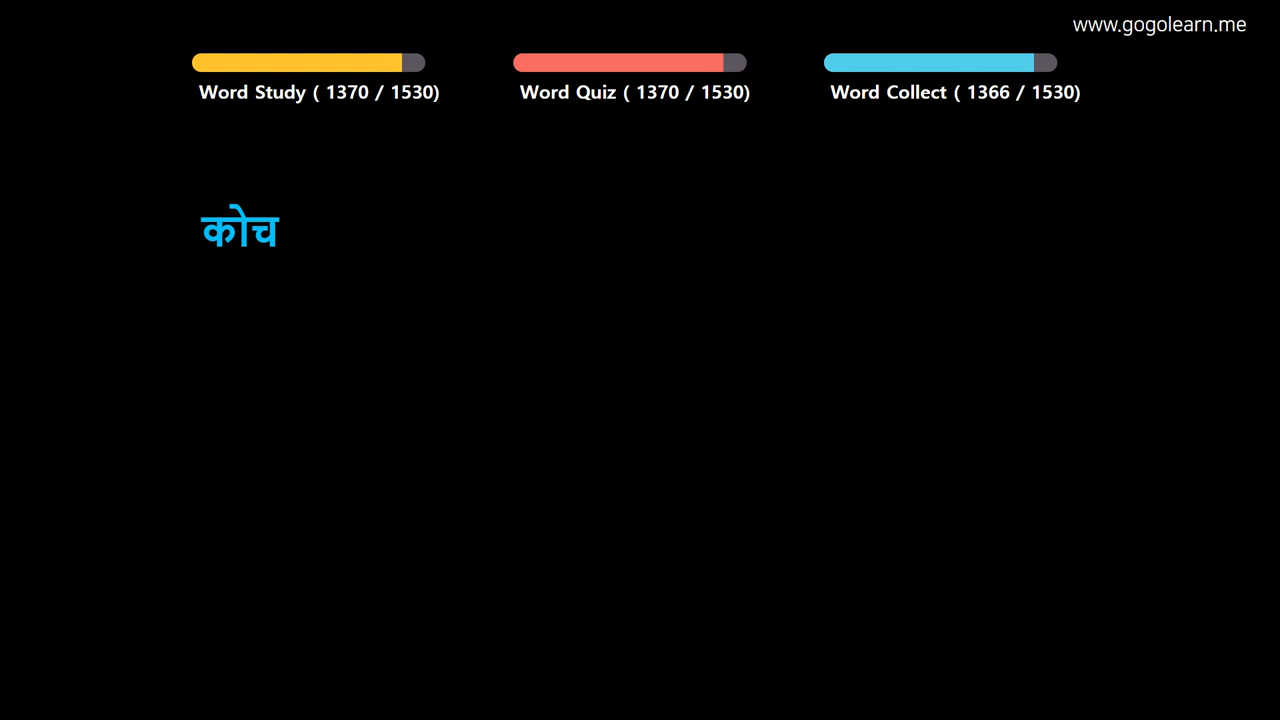 www.gogolearn.me
Word Study ( 1370 / 1530)
Word Quiz ( 1370 / 1530)
Word Collect ( 1366 / 1530)
कोच